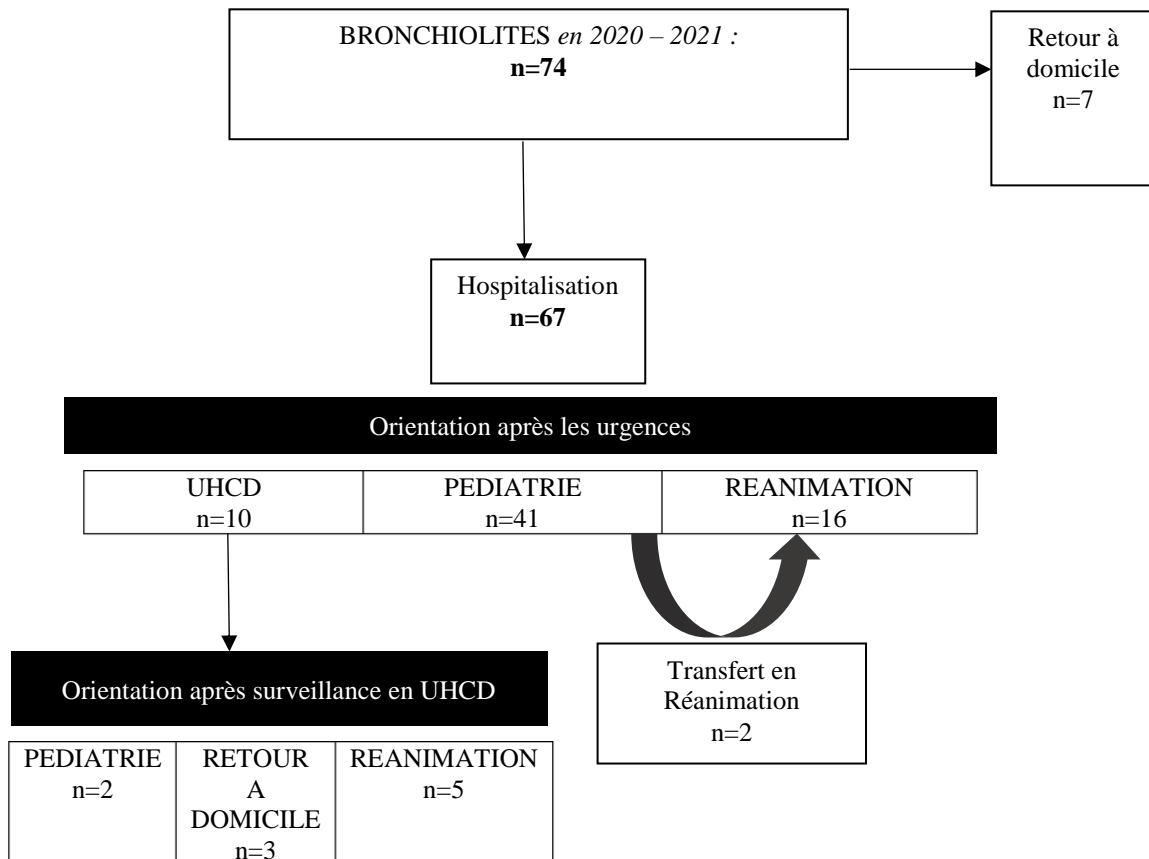 BRONCHIOLITES en 2020 – 2021 :
n=74
Retour à
domicile
n=7
Hospitalisation
n=67
Orientation après les urgences
UHCD
n=10
PEDIATRIE
n=41
REANIMATION
n=16
Transfert en
Réanimation
n=2
Orientation après surveillance en UHCD
PEDIATRIE
n=2
RETOUR
A
DOMICILE
n=3
REANIMATION
n=5